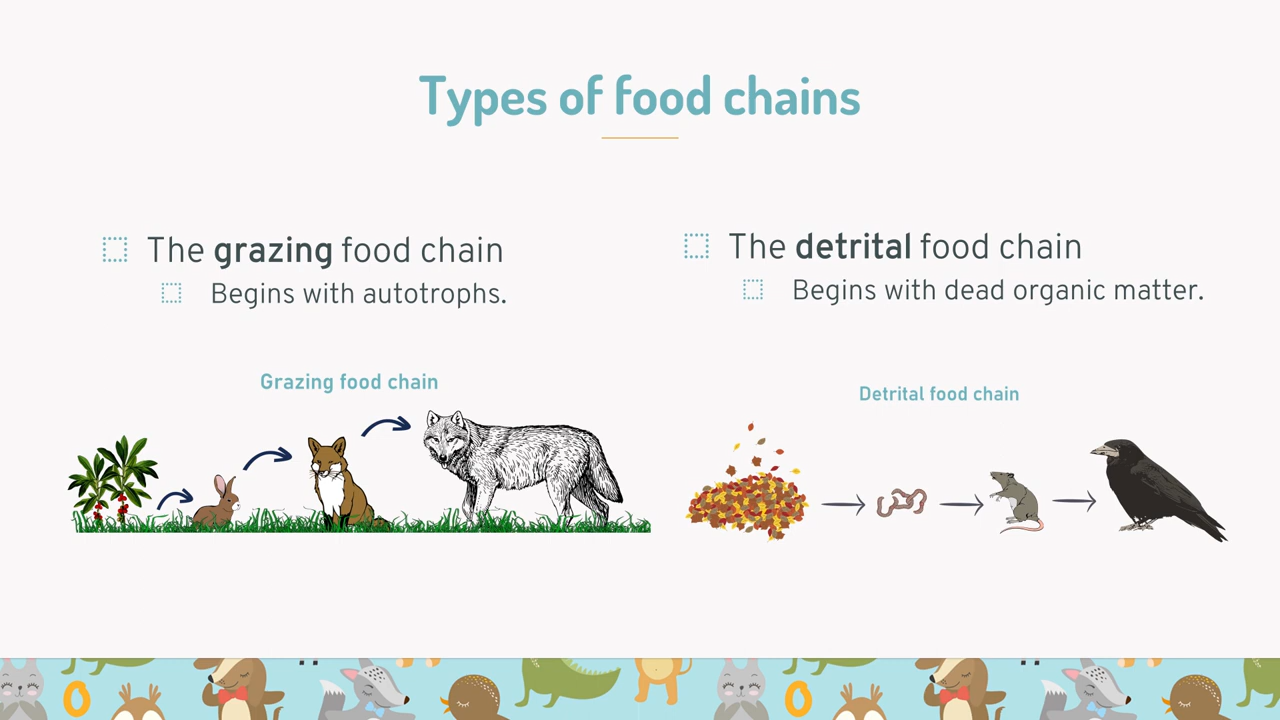 Types of food chains
The grazing food chain
Begins with autotrophs.
The detrital food chain
Begins with dead organic matter.
Grazing food chain
Detrital food chain